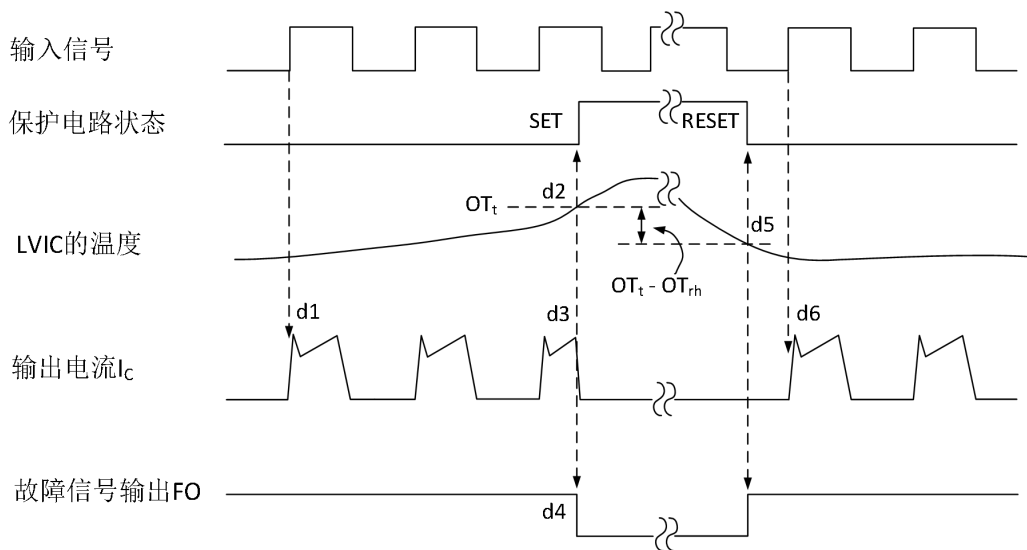 输入信号
保护电路状态
SET
RESET
LVIC的温度
OTt
d2
d5
OTt - OTrh
d1
d3
d6
输出电流IC
故障信号输出FO
d4